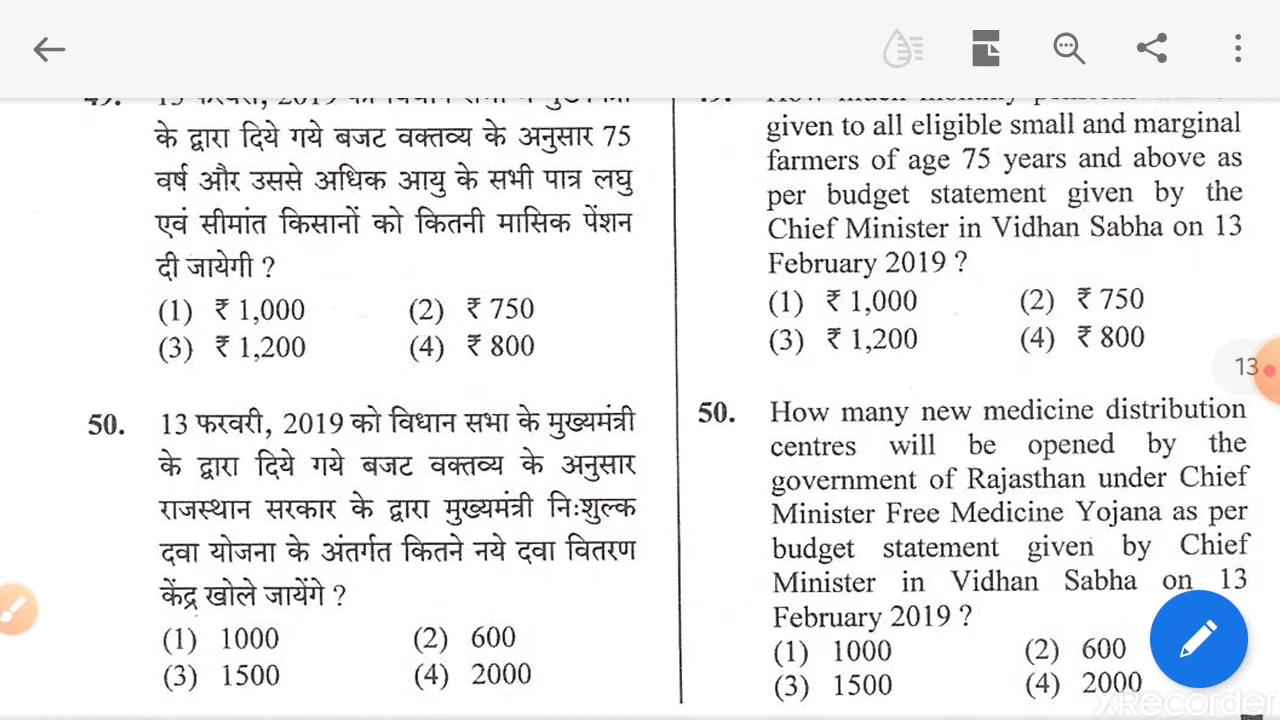 के द्वारा दिये गये बजट वक्तव्य के अनुसार 75
वर्ष और उससे अधिक आयु के सभी पात्र लघु
एवं सीमांत किसानों को कितनी मासिक पेंशन
दी जायेगी ?
(1) ₹ 1,000 (2) ₹ 750
(3) ₹ 1,200 (4) ₹ 800
50. 13 फरवरी, 2019 को विधान सभा के मुख्यमंत्री
के द्वारा दिये गये बजट वक्तव्य के अनुसार
राजस्थान सरकार के द्वारा मुख्यमंत्री निःशुल्क
दवा योजना के अंतर्गत कितने नये दवा वितरण
केंद्र खोले जायेंगे ?
(1) 1000 (2) 600
(3) 1500 (4) 2000
given to all eligible small and marginal
farmers of age 75 years and above as
per budget statement given by the
Chief Minister in Vidhan Sabha on 13
February 2019 ?
(1) ₹ 1,000 (2) ₹ 750
(3) ₹ 1,200 (4) ₹ 800
50. How many new medicine distribution
centres will be opened by the
government of Rajasthan under Chief
Minister Free Medicine Yojana as per
budget statement given by Chief
Minister in Vidhan Sabha on 13
February 2019 ?
(1) 1000 (2) 600
(3) 1500 (4) 2000
13
XRecorder